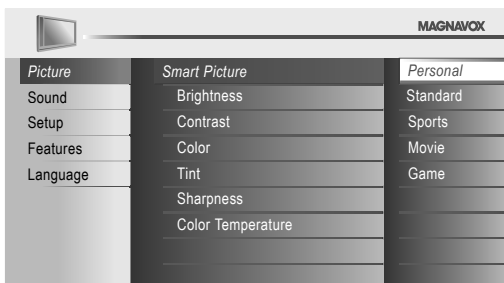 MAGNAVOX
Picture
Sound
Setup
Features
Language
Smart Picture
Brightness
Contrast
Color
Tint
Sharpness
Color Temperature
Personal
Standard
Sports
Movie
Game